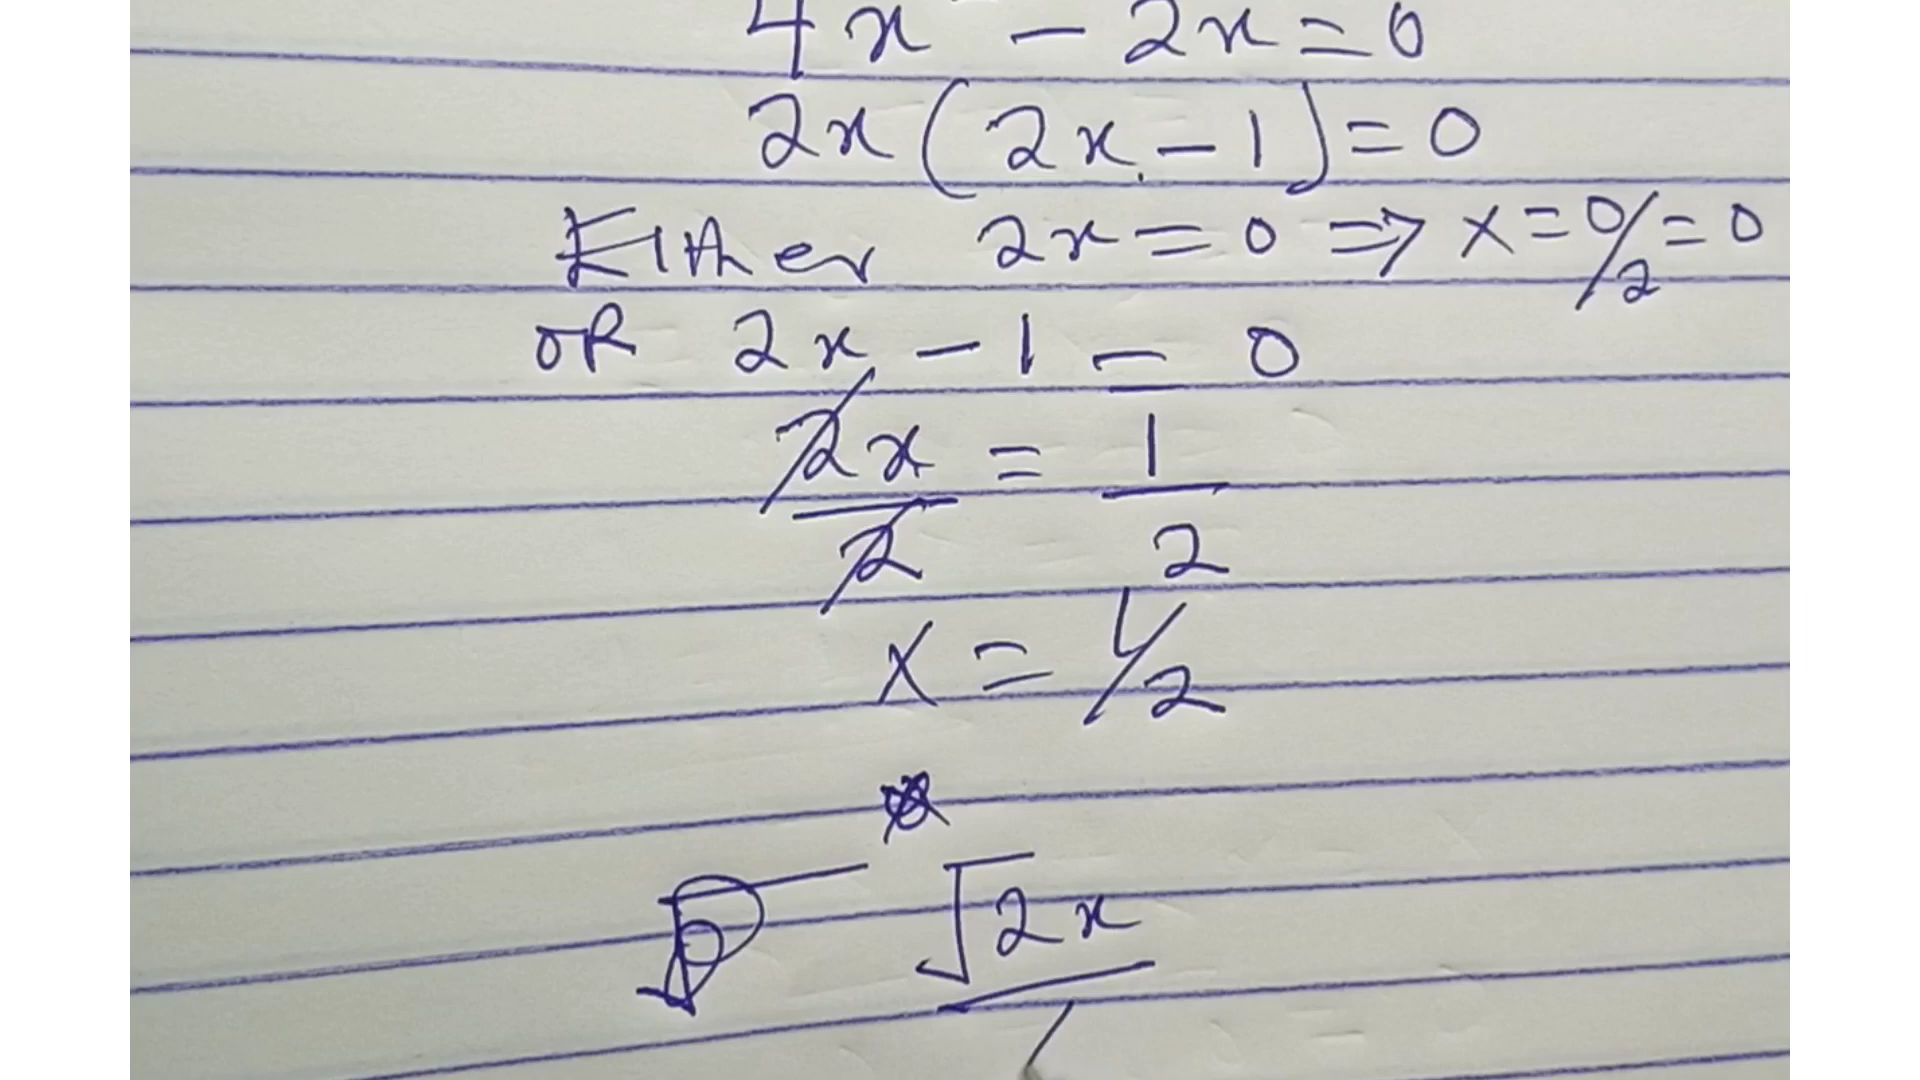 4x - 2x = 0
2x(2x - 1) = 0
Either 2x = 0 ⇒ x = 0/2 = 0
OR 2x - 1 = 0
2x/2 = 1/2
x = 1/2
√2x